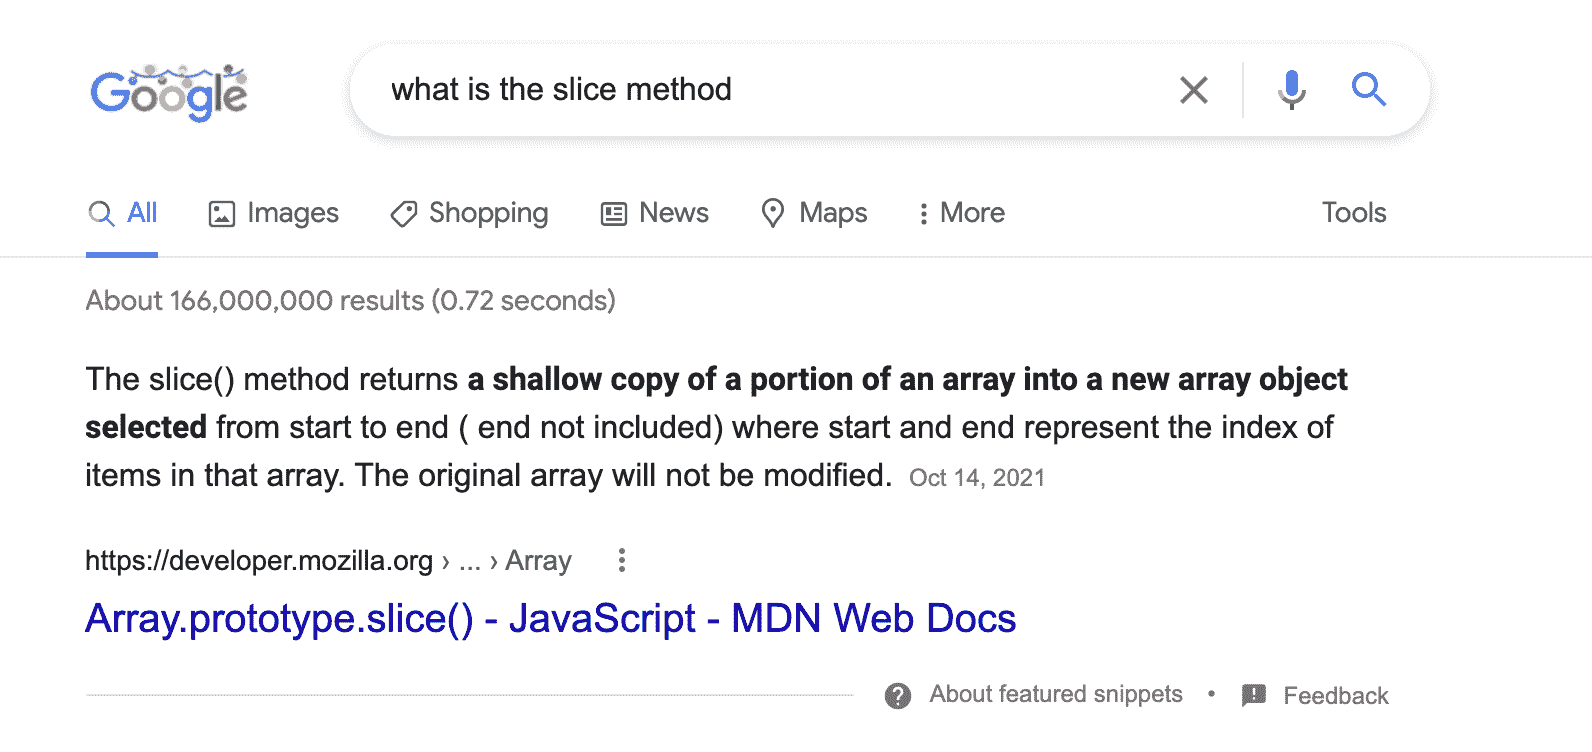 Google
what is the slice method
All Images Shopping News Maps More Tools
About 166,000,000 results (0.72 seconds)
The slice() method returns a shallow copy of a portion of an array into a new array object
selected from start to end ( end not included) where start and end represent the index of
items in that array. The original array will not be modified. Oct 14, 2021
https://developer.mozilla.org › ... › Array
Array.prototype.slice() - JavaScript - MDN Web Docs
About featured snippets • Feedback